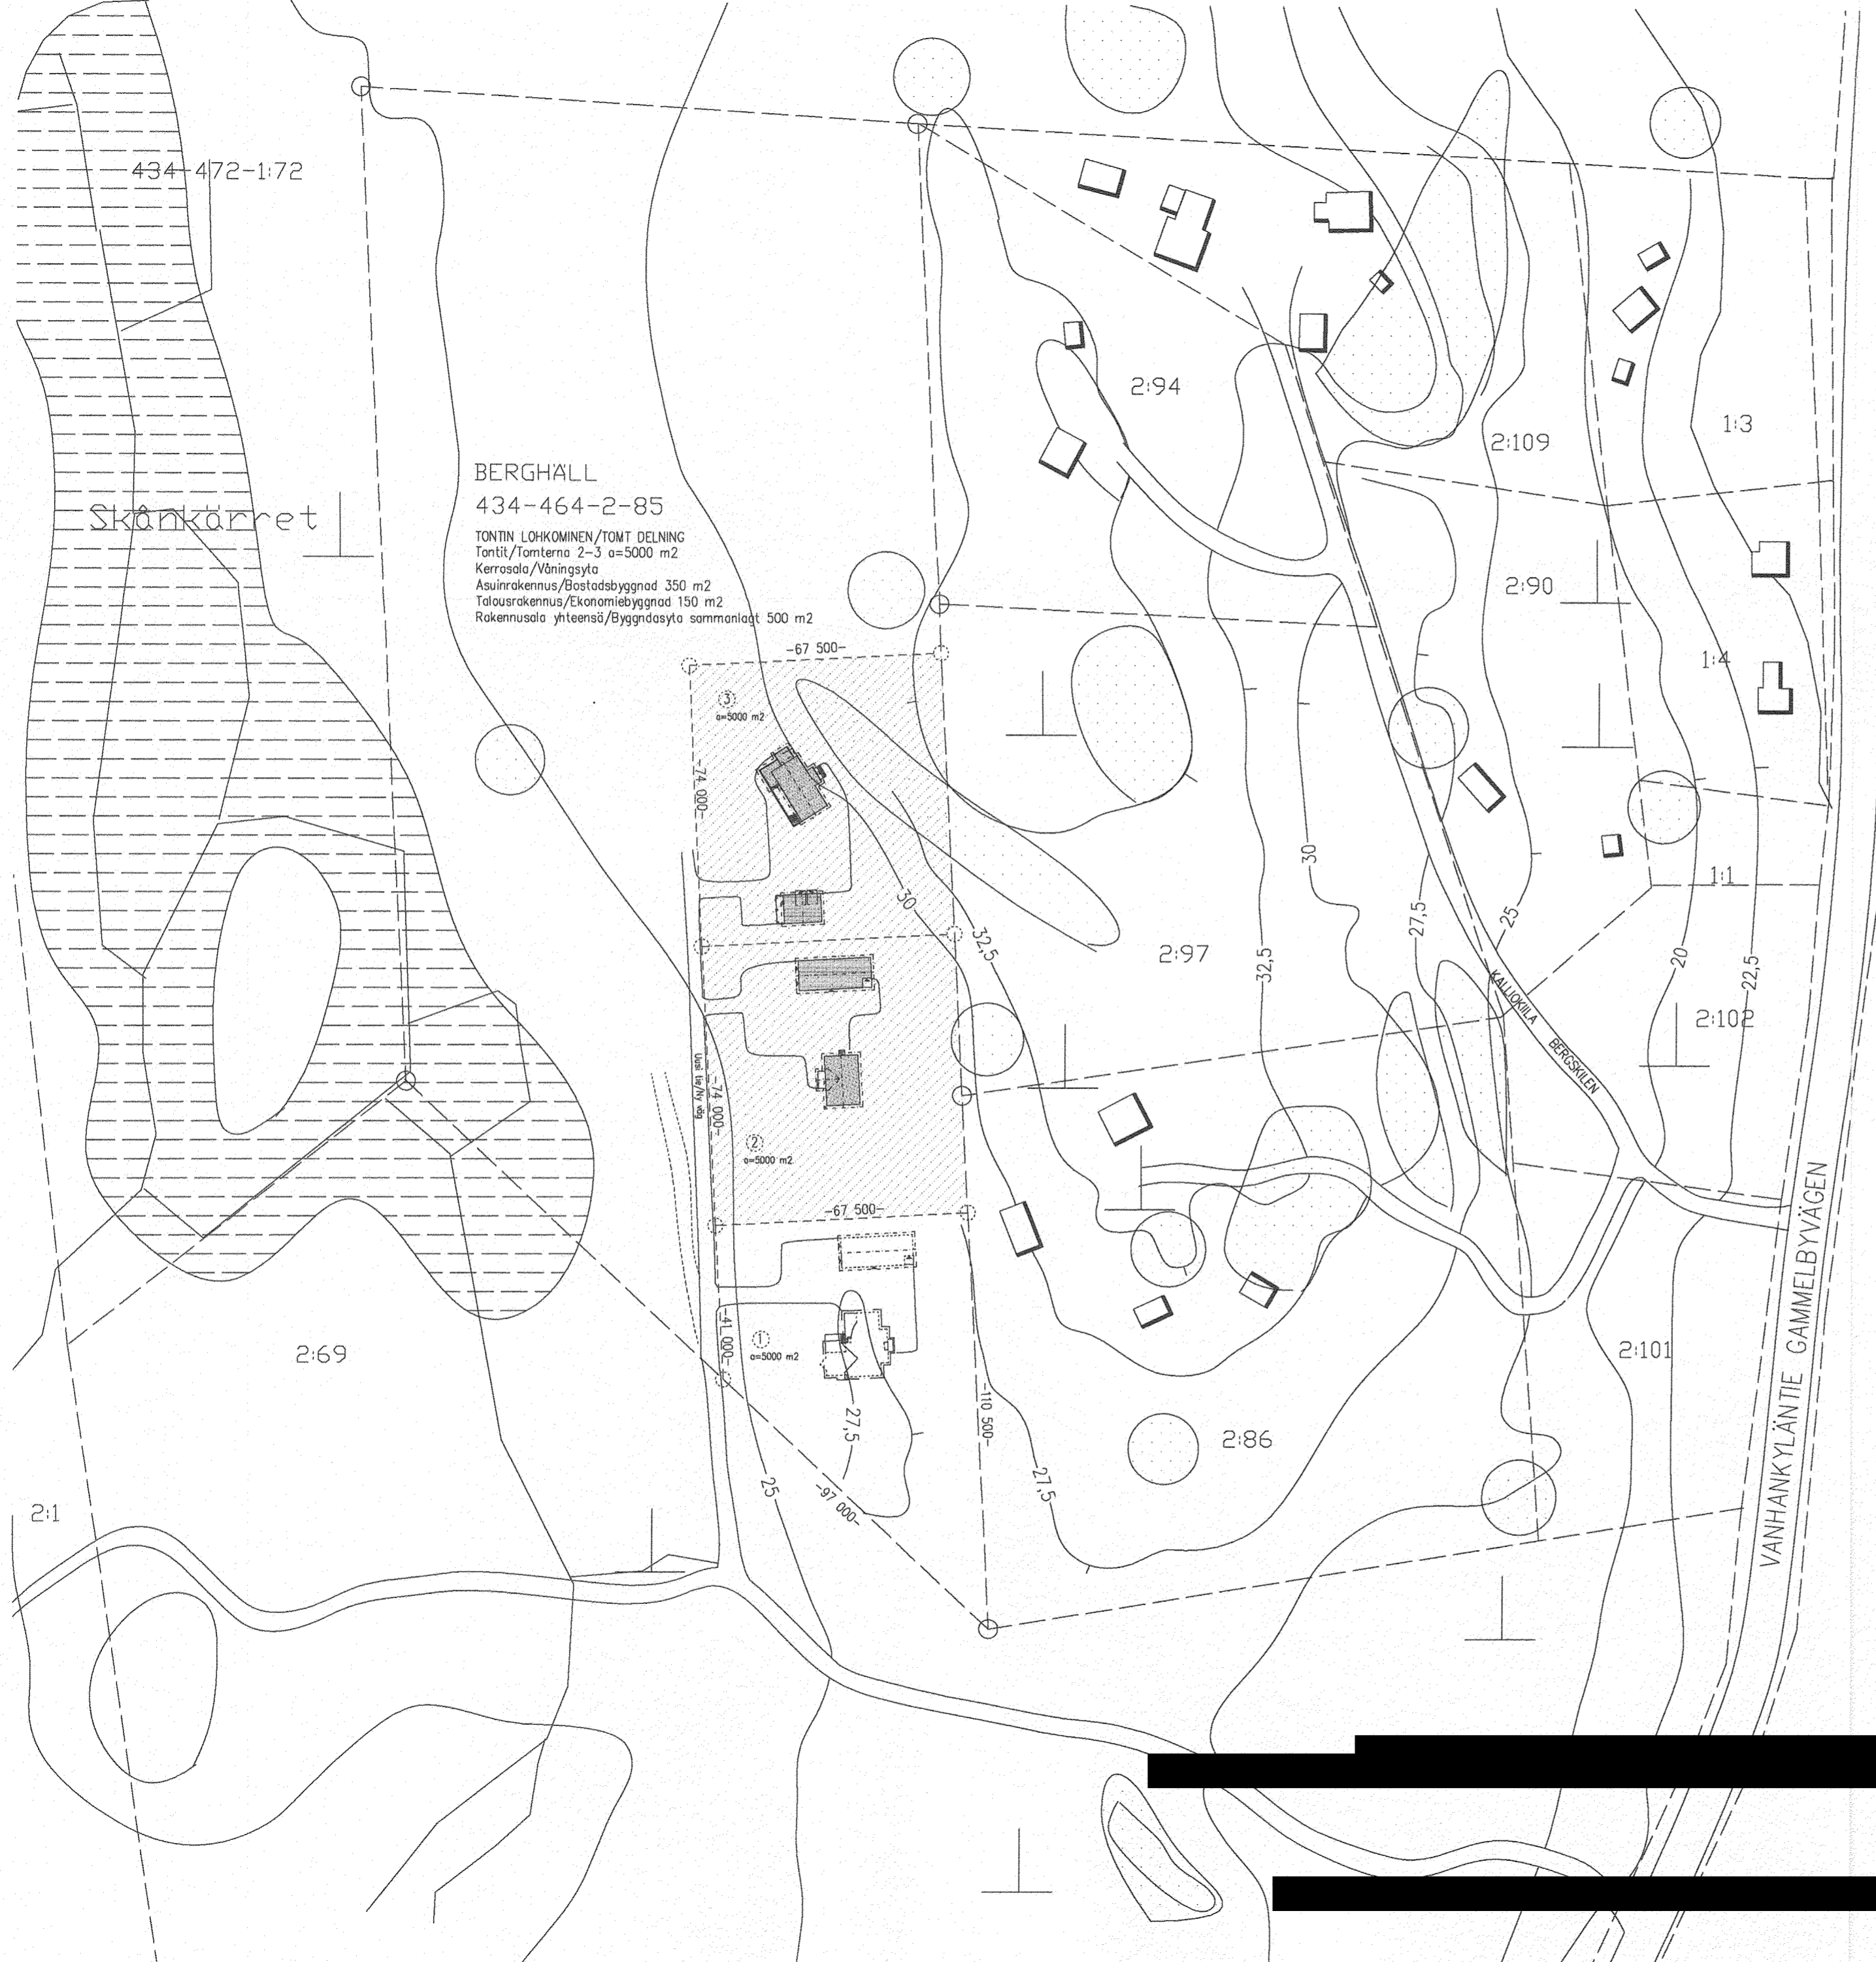 434-472-1:72
BERGHÄLL
434-464-2-85
Skånkärret
TONTIN LOHKOMINEN/TOMT DELNING
Tontit/Tomterna 2-3 a=5000 m2
Kerrosala/Våningsyta
Asuinrakennus/Bostadsbyggnad 350 m2
Talousrakennus/Ekonomiebyggnad 150 m2
Rakennusala yhteensä/Byggndasyta sammanlagt 500 m2
2:94
2:109
1:3
2:90
1:4
-67 500-
3
a=5000 m2
-74 000-
30
32,5
2:97
32,5
30
27,5
25
1:1
20
22,5
2:102
KALLIOKIILA
BERGSKILEN
Uusi tie/Ny väg
-74 000-
2
a=5000 m2
-67 500-
-41 000-
1
a=5000 m2
27,5
-110 500-
-97 000-
25
27,5
2:86
2:101
2:69
2:1
VANHANKYLÄNTIE GAMMELBYVÄGEN